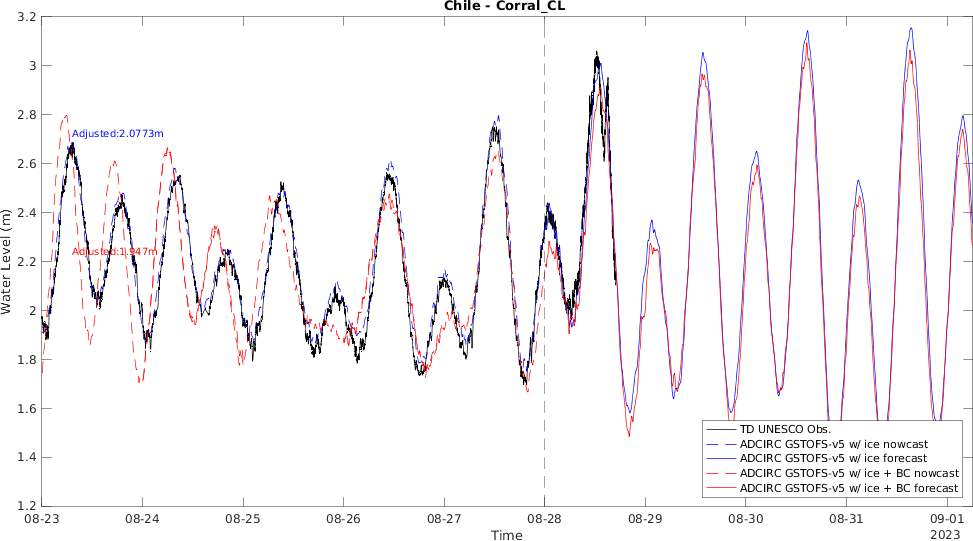 Chile - Corral_CL
3.2
3
2.8
2.6
2.4
2.2
2
1.8
1.6
1.4
1.2
Water Level (m)
Adjusted:2.0773m
Adjusted:1.947m
TD UNESCO Obs.
ADCIRC GSTOFS-v5 w/ ice nowcast
ADCIRC GSTOFS-v5 w/ ice forecast
ADCIRC GSTOFS-v5 w/ ice + BC nowcast
ADCIRC GSTOFS-v5 w/ ice + BC forecast
08-23 08-24 08-25 08-26 08-27 08-28 08-29 08-30 08-31 09-01
Time 2023